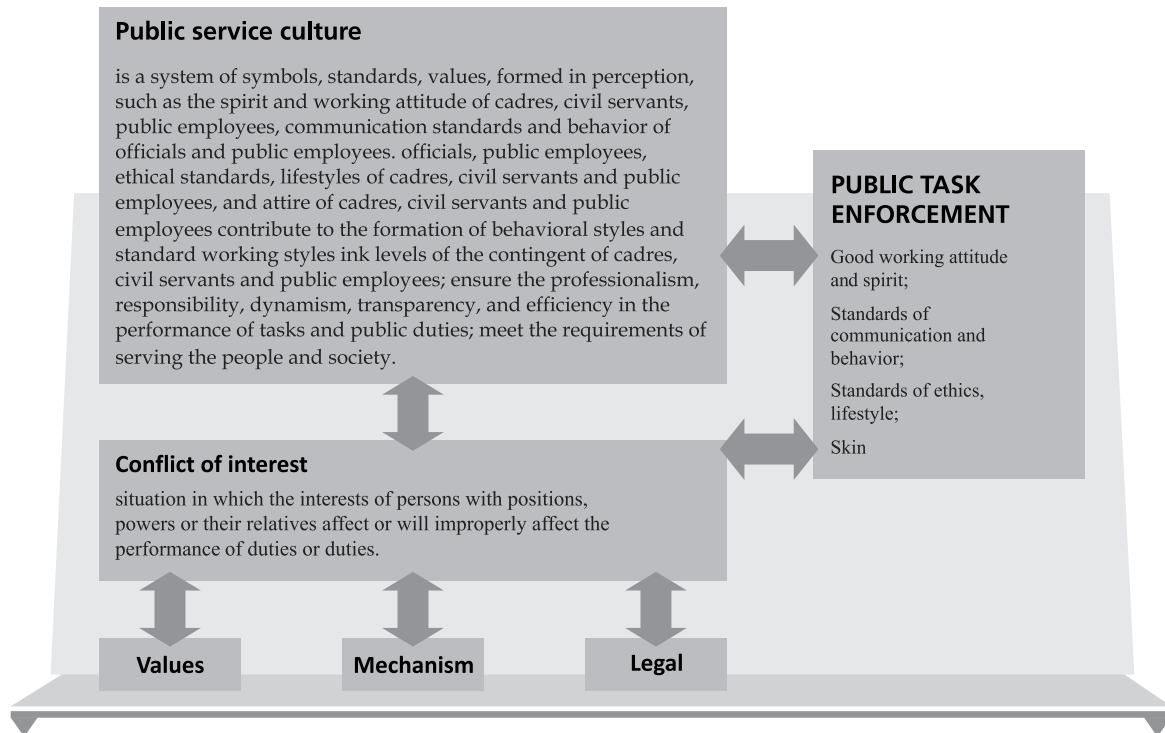 Public service culture
is a system of symbols, standards, values, formed in perception,
such as the spirit and working attitude of cadres, civil servants,
public employees, communication standards and behavior of
officials and public employees. officials, public employees,
ethical standards, lifestyles of cadres, civil servants and public
employees, and attire of cadres, civil servants and public
employees contribute to the formation of behavioral styles and
standard working styles ink levels of the contingent of cadres,
civil servants and public employees; ensure the professionalism,
responsibility, dynamism, transparency, and efficiency in the
performance of tasks and public duties; meet the requirements of
serving the people and society.
PUBLIC TASK
ENFORCEMENT
Good working attitude
and spirit;
Standards of
communication and
behavior;
Standards of ethics,
lifestyle;
Skin
Conflict of interest
situation in which the interests of persons with positions,
powers or their relatives affect or will improperly affect the
performance of duties or duties.
Values
Mechanism
Legal